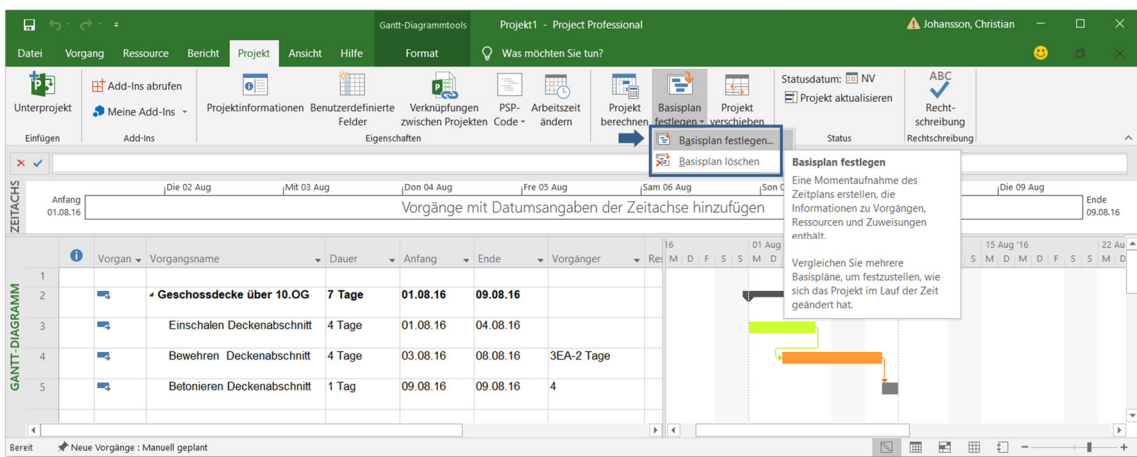 Gantt-Diagrammtools
Projekt1 - Project Professional
Johansson, Christian
Datei Vorgang Ressource Bericht Projekt Ansicht Hilfe Format Was möchten Sie tun?
Unterprojekt
Einfügen
Add-Ins abrufen
Meine Add-Ins
Add-Ins
Projektinformationen
Benutzerdefinierte
Felder
Verknüpfungen
zwischen Projekten
PSP-
Code
Arbeitszeit
ändern
Eigenschaften
Projekt
berechnen
Basisplan
festlegen
Projekt
verschieben
Statusdatum: NV
Projekt aktualisieren
Status
ABC
Recht-
schreibung
Rechtschreibung
Basisplan festlegen...
Basisplan löschen
Basisplan festlegen
Eine Momentaufnahme des
Zeitplans erstellen, die
Informationen zu Vorgängen,
Ressourcen und Zuweisungen
enthält.
Vergleichen Sie mehrere
Basispläne, um festzustellen, wie
sich das Projekt im Lauf der Zeit
geändert hat.
ZEITACHS
Anfang
01.08.16
Die 02 Aug Mit 03 Aug Don 04 Aug Fre 05 Aug Sam 06 Aug Son Die 09 Aug
Vorgänge mit Datumsangaben der Zeitachse hinzufügen
Ende
09.08.16
GANTT-DIAGRAMM
Vorgan Vorgangsname Dauer Anfang Ende Vorgänger Res
16 01 Aug 15 Aug '16 22 Au
M D F S S M D S M D M D F S S M D
1
2 Geschossdecke über 10.OG 7 Tage 01.08.16 09.08.16
3 Einschalen Deckenabschnitt 4 Tage 01.08.16 04.08.16
4 Bewehren Deckenabschnitt 4 Tage 03.08.16 08.08.16 3EA-2 Tage
5 Betonieren Deckenabschnitt 1 Tag 09.08.16 09.08.16 4
Bereit Neue Vorgänge : Manuell geplant